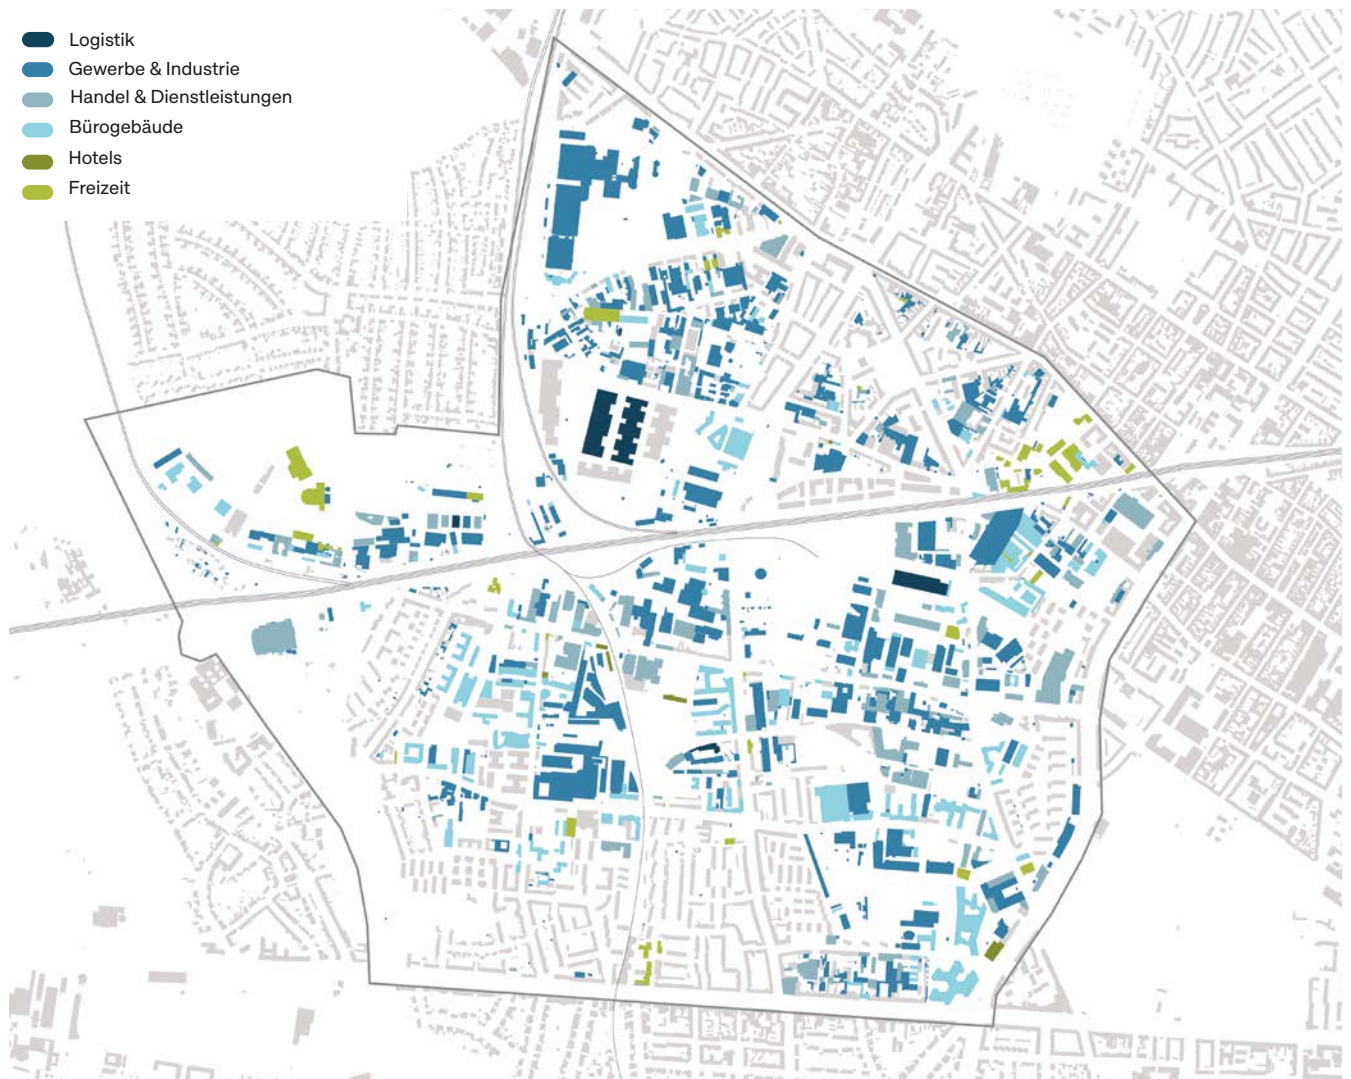 Logistik
Gewerbe & Industrie
Handel & Dienstleistungen
Bürogebäude
Hotels
Freizeit